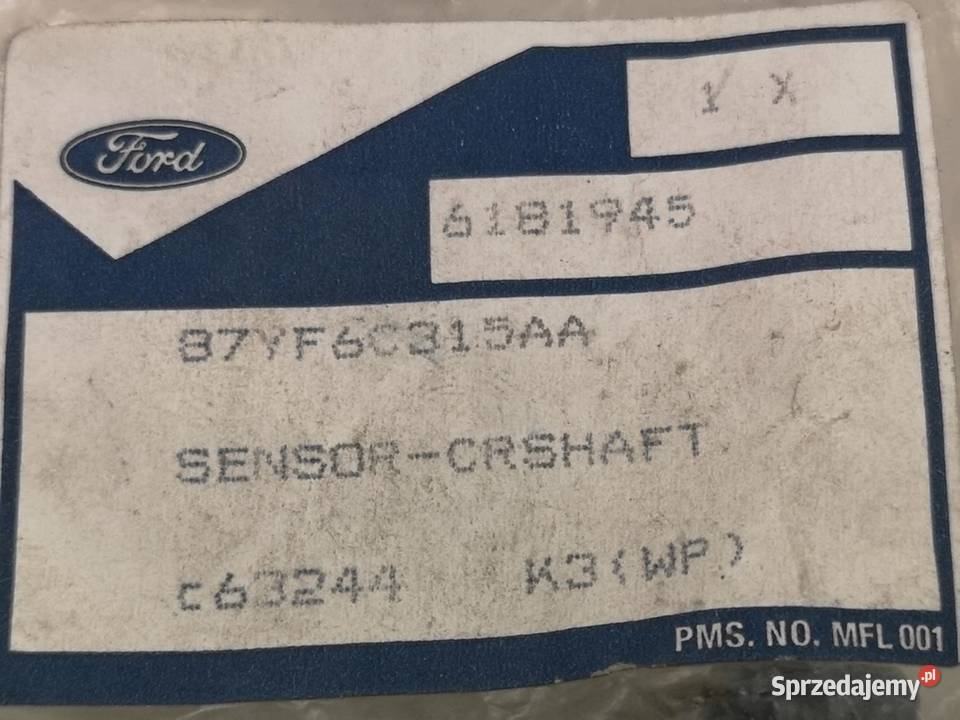 Ford
1 X
6181945
87YF6C315AA
SENSOR-CRSHAFT
c63244 K3(WP)
PMS. NO. MFL 001
Sprzedajemy.pl